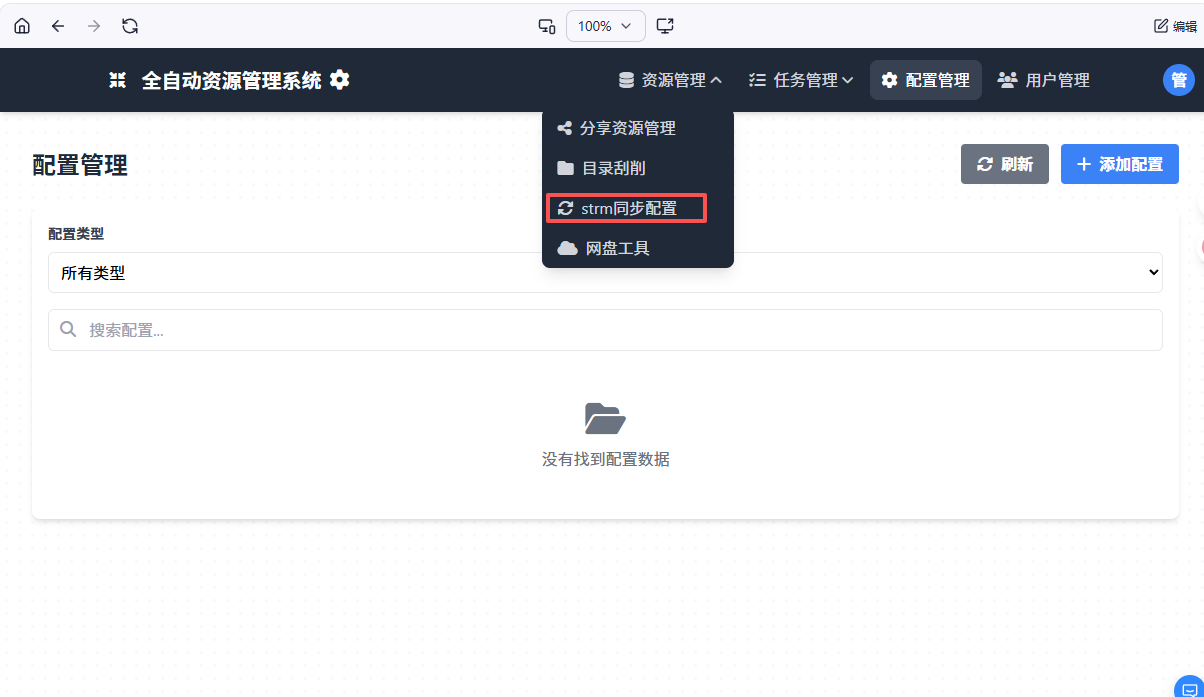 100%
编辑
全自动资源管理系统
资源管理
任务管理
配置管理
用户管理
管
分享资源管理
目录刮削
strm同步配置
网盘工具
配置管理
刷新
添加配置
配置类型
所有类型
搜索配置...
没有找到配置数据